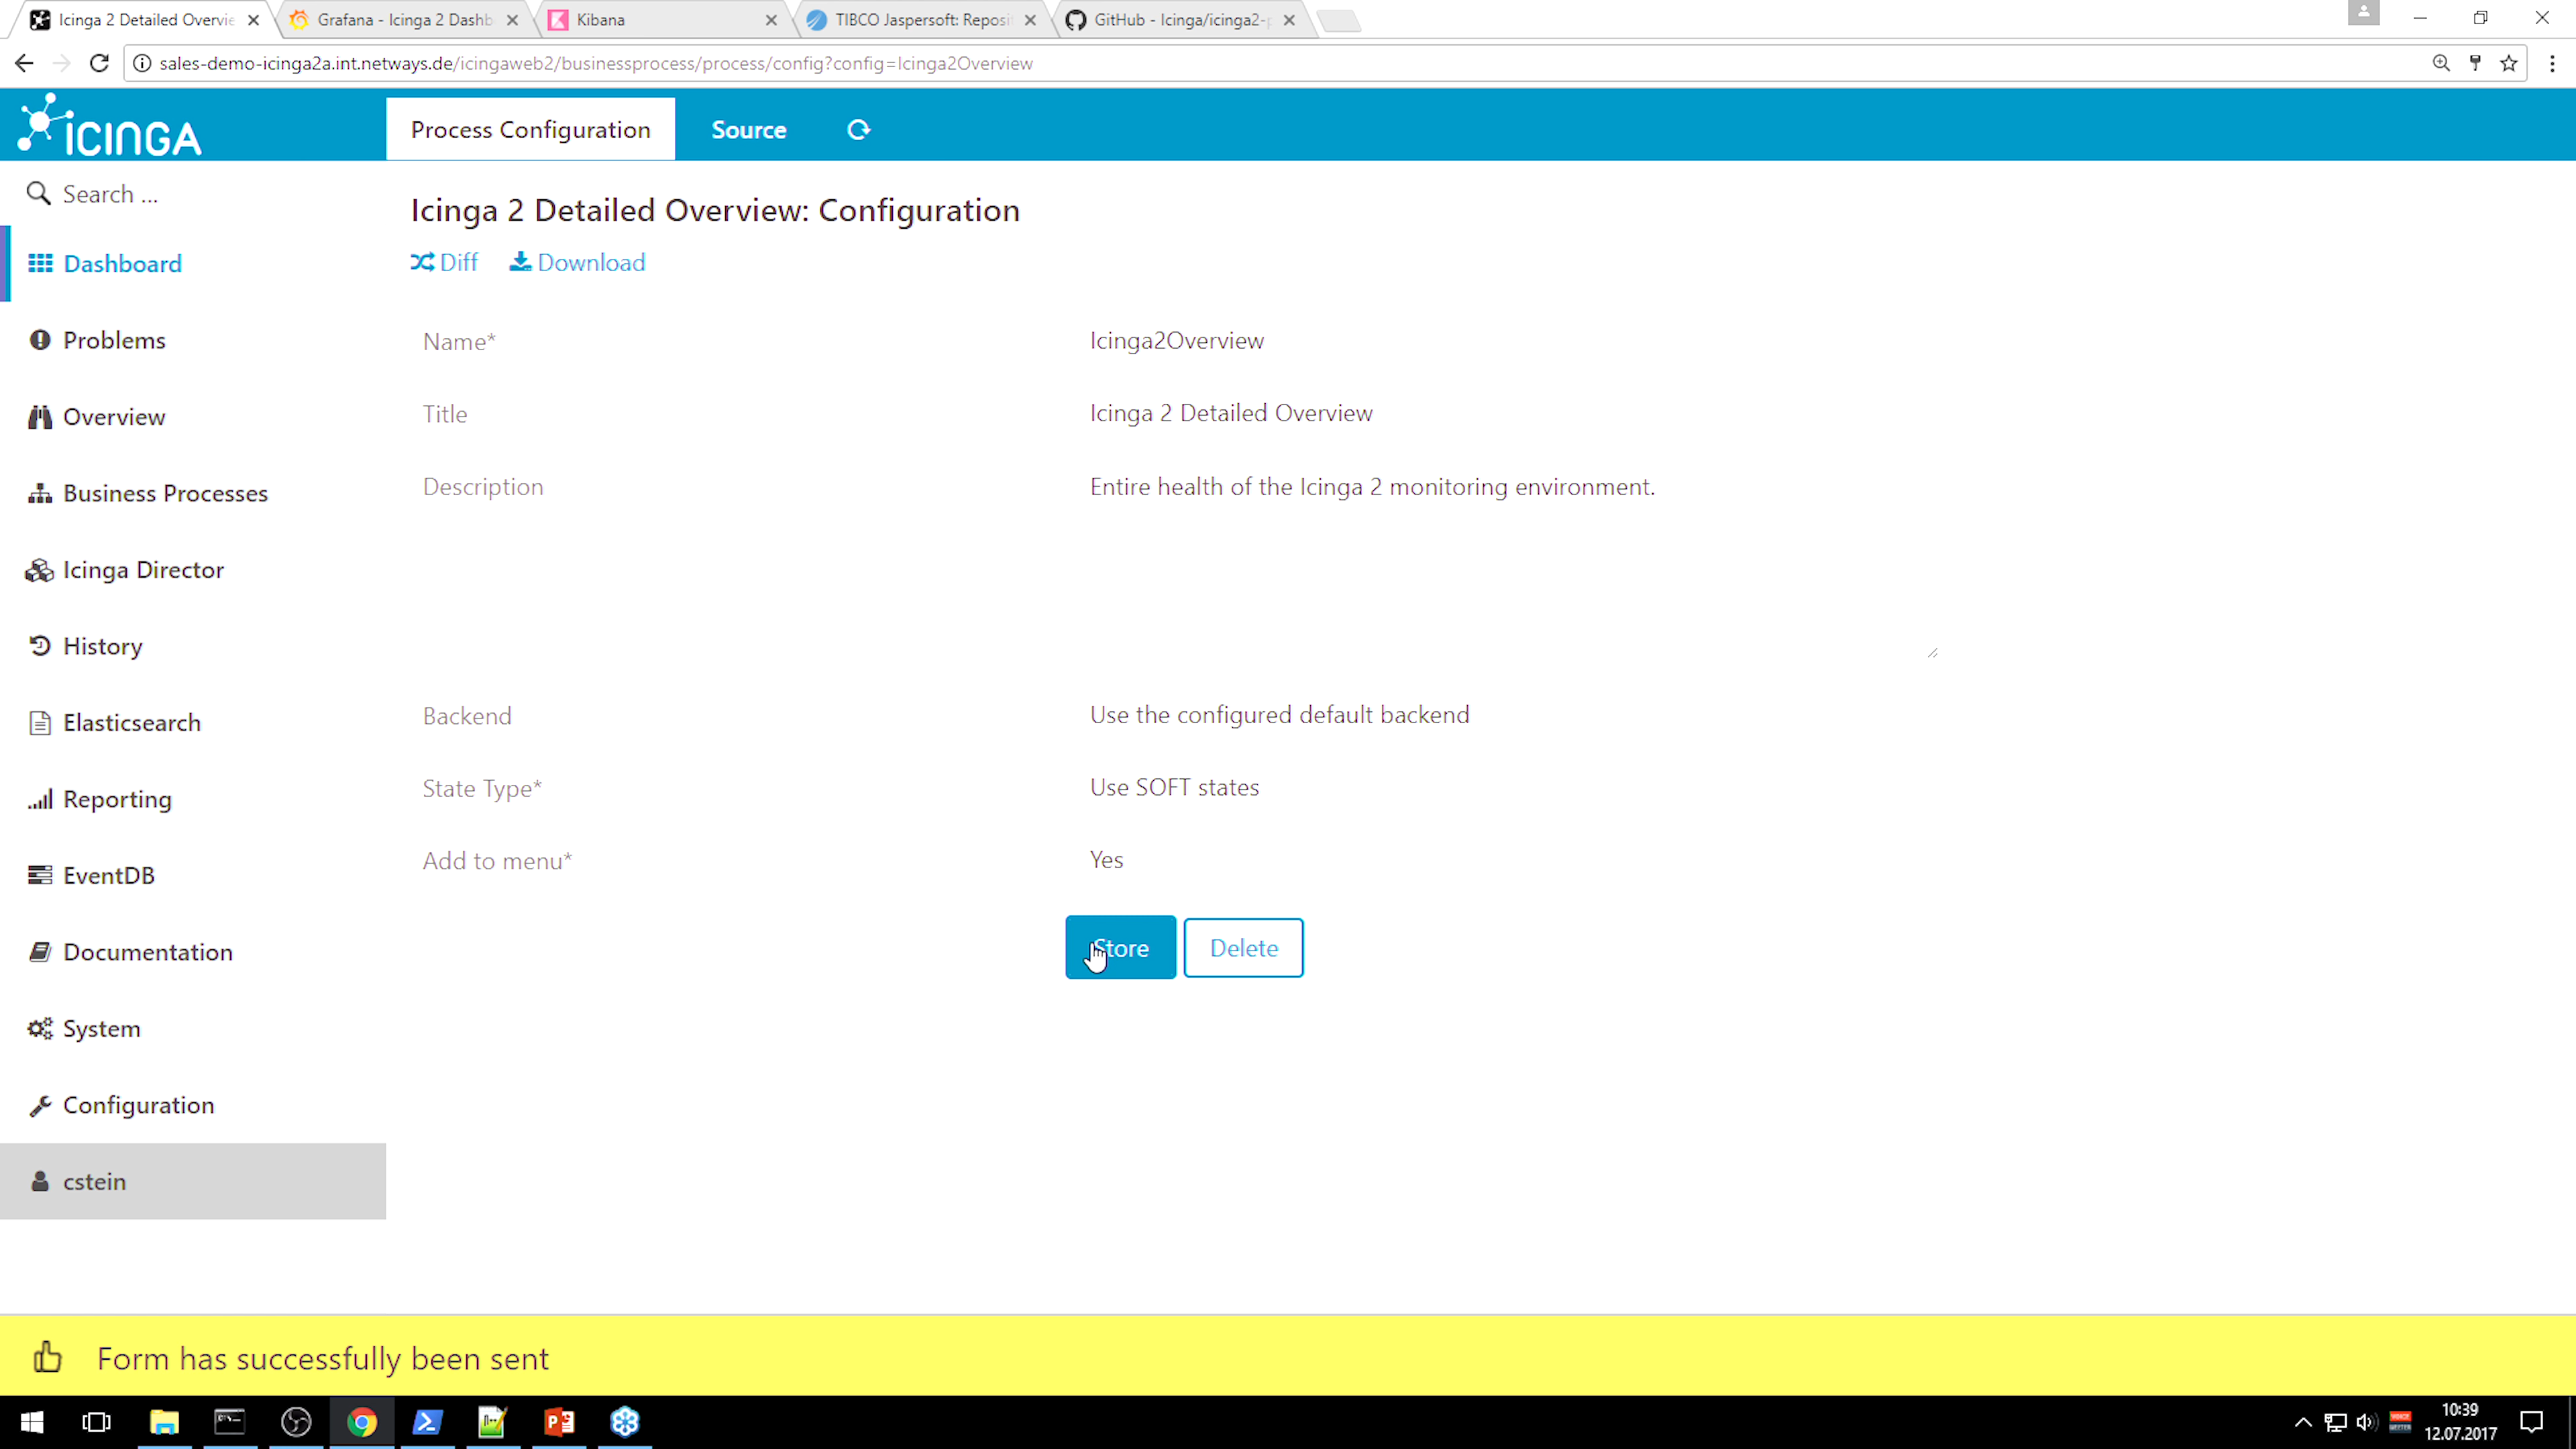 Icinga 2 Detailed Overvie
Grafana - Icinga 2 Dashb
Kibana
TIBCO Jaspersoft: Reposi
GitHub - Icinga/icinga2-p
sales-demo-icinga2a.int.netways.de/icingaweb2/businessprocess/process/config?config=Icinga2Overview
ICINGA
Process Configuration
Source
Search ...
Icinga 2 Detailed Overview: Configuration
Diff
Download
Dashboard
Problems
Overview
Business Processes
Icinga Director
History
Elasticsearch
Reporting
EventDB
Documentation
System
Configuration
cstein
Name*
Icinga2Overview
Title
Icinga 2 Detailed Overview
Description
Entire health of the Icinga 2 monitoring environment.
Backend
Use the configured default backend
State Type*
Use SOFT states
Add to menu*
Yes
Store
Delete
Form has successfully been sent
10:39
12.07.2017